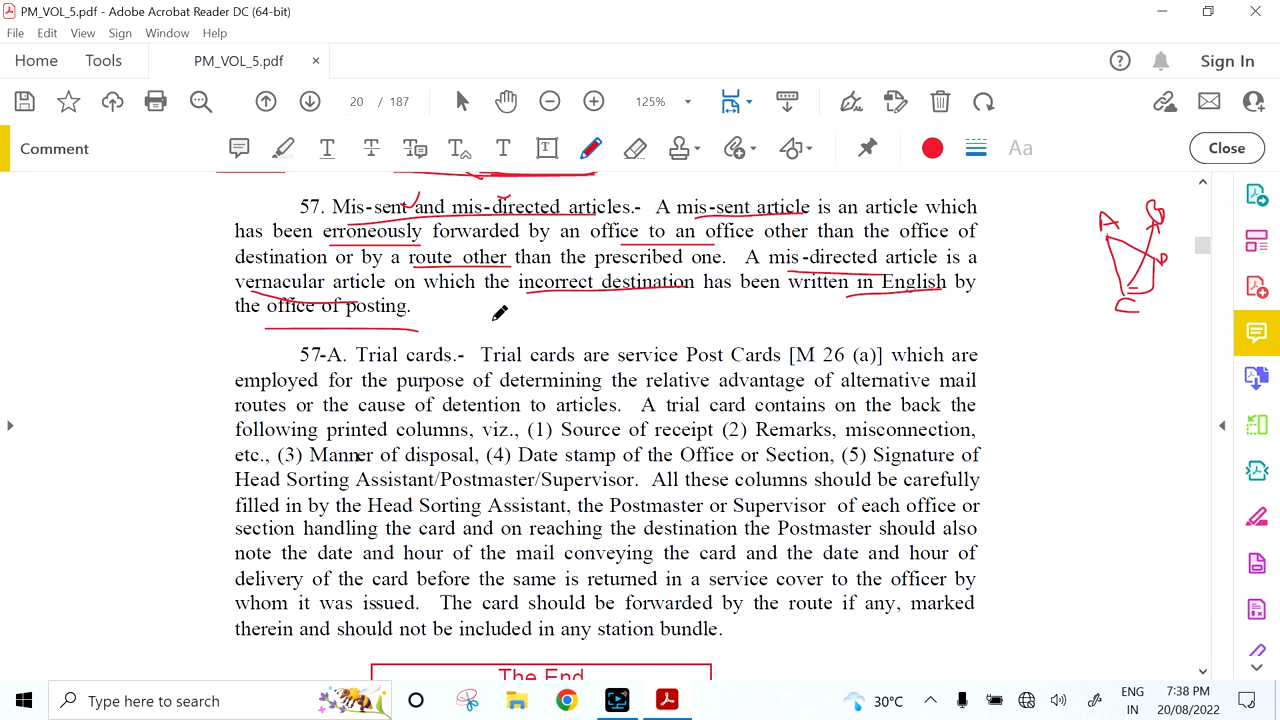 PM_VOL_5.pdf - Adobe Acrobat Reader DC (64-bit)
File Edit View Sign Window Help
Home Tools PM_VOL_5.pdf × Sign In
20 / 187 125%
Comment Aa Close
57. Mis-sent and mis-directed articles.- A mis-sent article is an article which
has been erroneously forwarded by an office to an office other than the office of
destination or by a route other than the prescribed one. A mis-directed article is a
vernacular article on which the incorrect destination has been written in English by
the office of posting.
A B
D
C
57-A. Trial cards.- Trial cards are service Post Cards [M 26 (a)] which are
employed for the purpose of determining the relative advantage of alternative mail
routes or the cause of detention to articles. A trial card contains on the back the
following printed columns, viz., (1) Source of receipt (2) Remarks, misconnection,
etc., (3) Manner of disposal, (4) Date stamp of the Office or Section, (5) Signature of
Head Sorting Assistant/Postmaster/Supervisor. All these columns should be carefully
filled in by the Head Sorting Assistant, the Postmaster or Supervisor of each office or
section handling the card and on reaching the destination the Postmaster should also
note the date and hour of the mail conveying the card and the date and hour of
delivery of the card before the same is returned in a service cover to the officer by
whom it was issued. The card should be forwarded by the route if any, marked
therein and should not be included in any station bundle.
The End
Type here to search 30°C ENG 7:38 PM
IN 20/08/2022